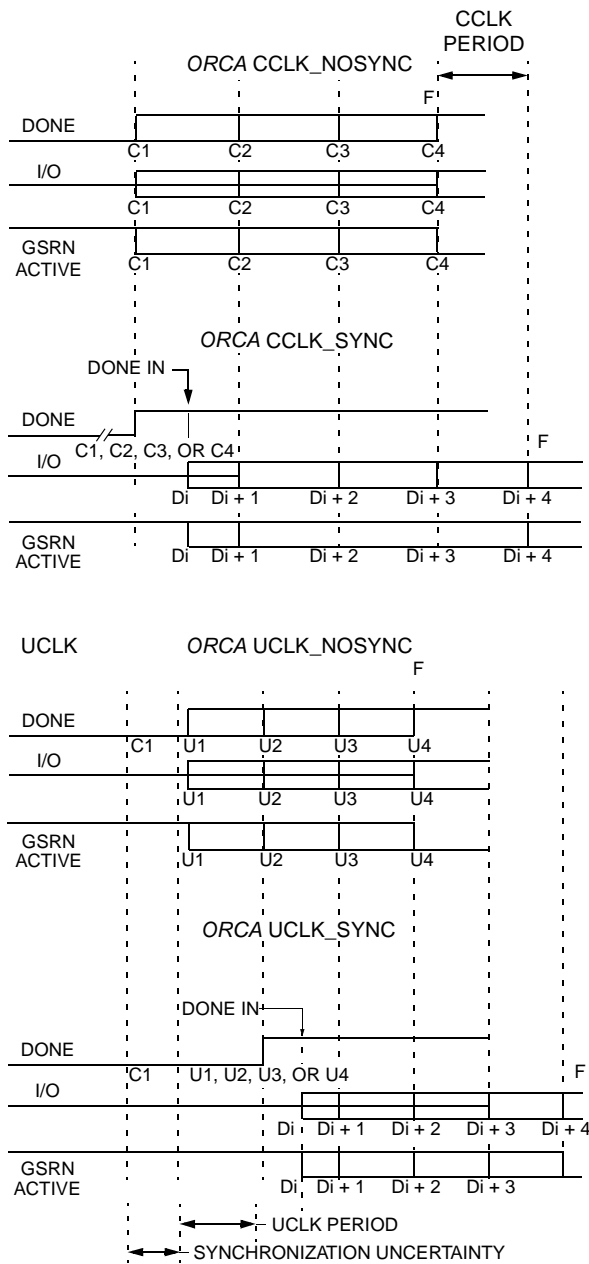 CCLK
PERIOD
ORCA CCLK_NOSYNC
F
DONE
C1 C2 C3 C4
I/O
C1 C2 C3 C4
GSRN
ACTIVE
C1 C2 C3 C4
ORCA CCLK_SYNC
DONE IN
DONE
C1, C2, C3, OR C4
F
I/O
Di Di + 1 Di + 2 Di + 3 Di + 4
GSRN
ACTIVE
Di Di + 1 Di + 2 Di + 3 Di + 4
UCLK ORCA UCLK_NOSYNC
F
DONE
C1 U1 U2 U3 U4
I/O
U1 U2 U3 U4
GSRN
ACTIVE
U1 U2 U3 U4
ORCA UCLK_SYNC
DONE IN
DONE
C1 U1, U2, U3, OR U4
F
I/O
Di Di + 1 Di + 2 Di + 3 Di + 4
GSRN
ACTIVE
Di Di + 1 Di + 2 Di + 3
UCLK PERIOD
SYNCHRONIZATION UNCERTAINTY